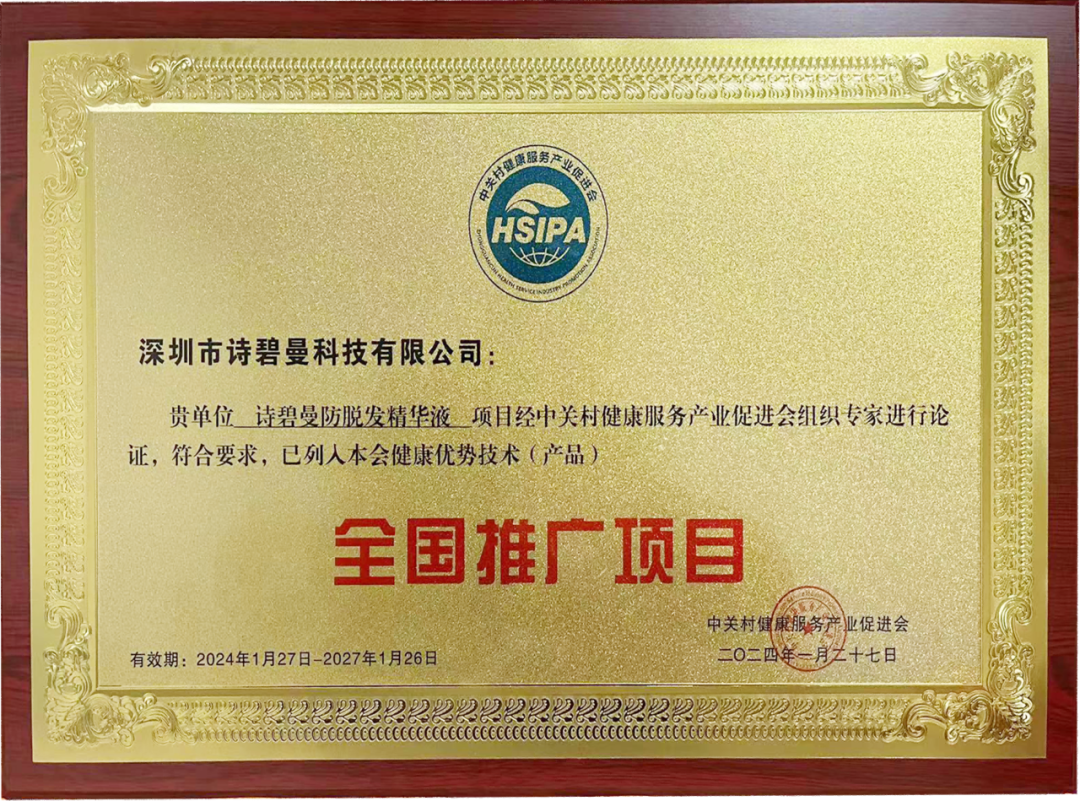 中关村健康服务产业促进会
HSIPA
ZHONGGUANCUN HEALTH SERVICE INDUSTRY PROMOTION ASSOCIATION
深圳市诗碧曼科技有限公司：
贵单位 诗碧曼防脱发精华液 项目经中关村健康服务产业促进会组织专家进行论
证，符合要求，已列入本会健康优势技术（产品）
全国推广项目
中关村健康服务产业促进会
有效期：2024年1月27日-2027年1月26日
二〇二四年一月二十七日